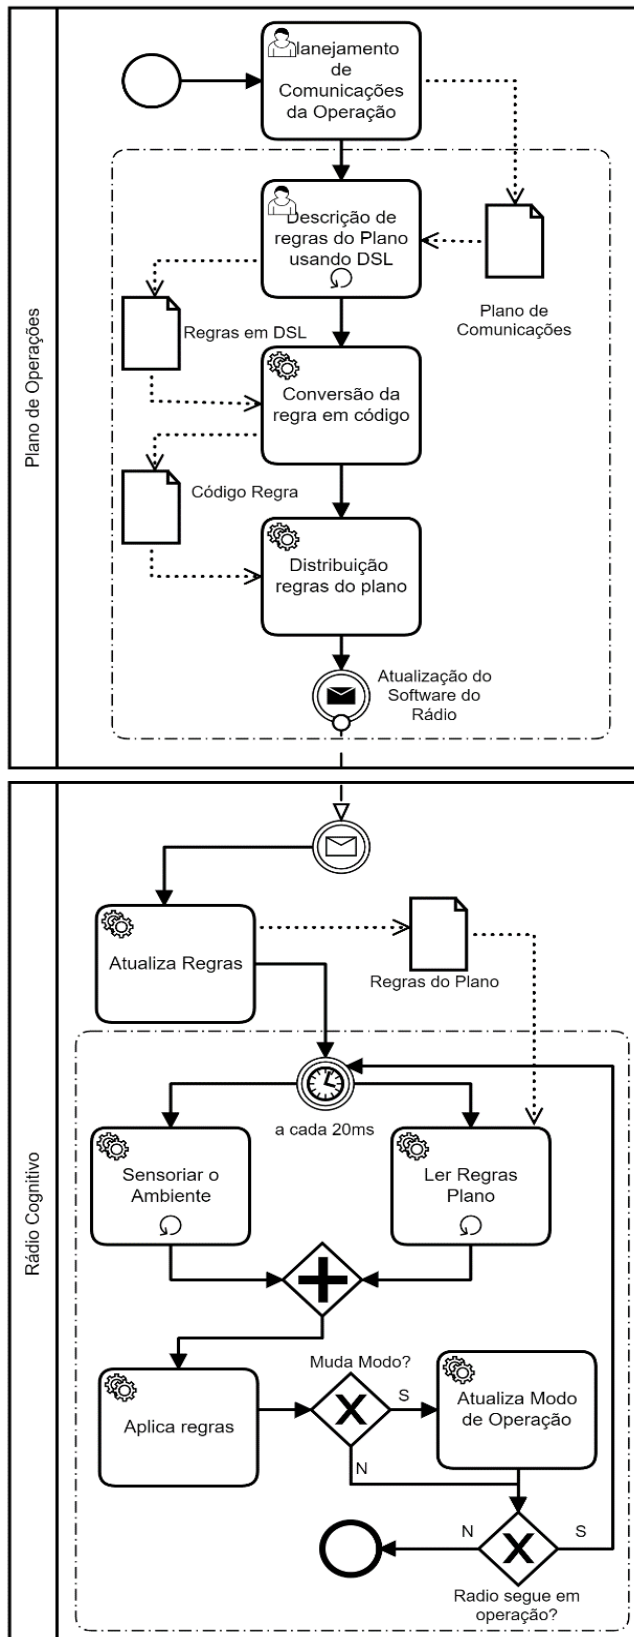 Plano de Operações
lanejamento
de
Comunicações
da Operação
Descrição de
regras do Plano
usando DSL
Plano de
Comunicações
Regras em DSL
Conversão da
regra em código
Código Regra
Distribuição
regras do plano
Atualização do
Software do
Rádio
Rádio Cognitivo
Atualiza Regras
Regras do Plano
a cada 20ms
Sensoriar o
Ambiente
Ler Regras
Plano
Muda Modo?
Aplica regras
S
Atualiza Modo
de Operação
N
N
S
Radio segue em
operação?